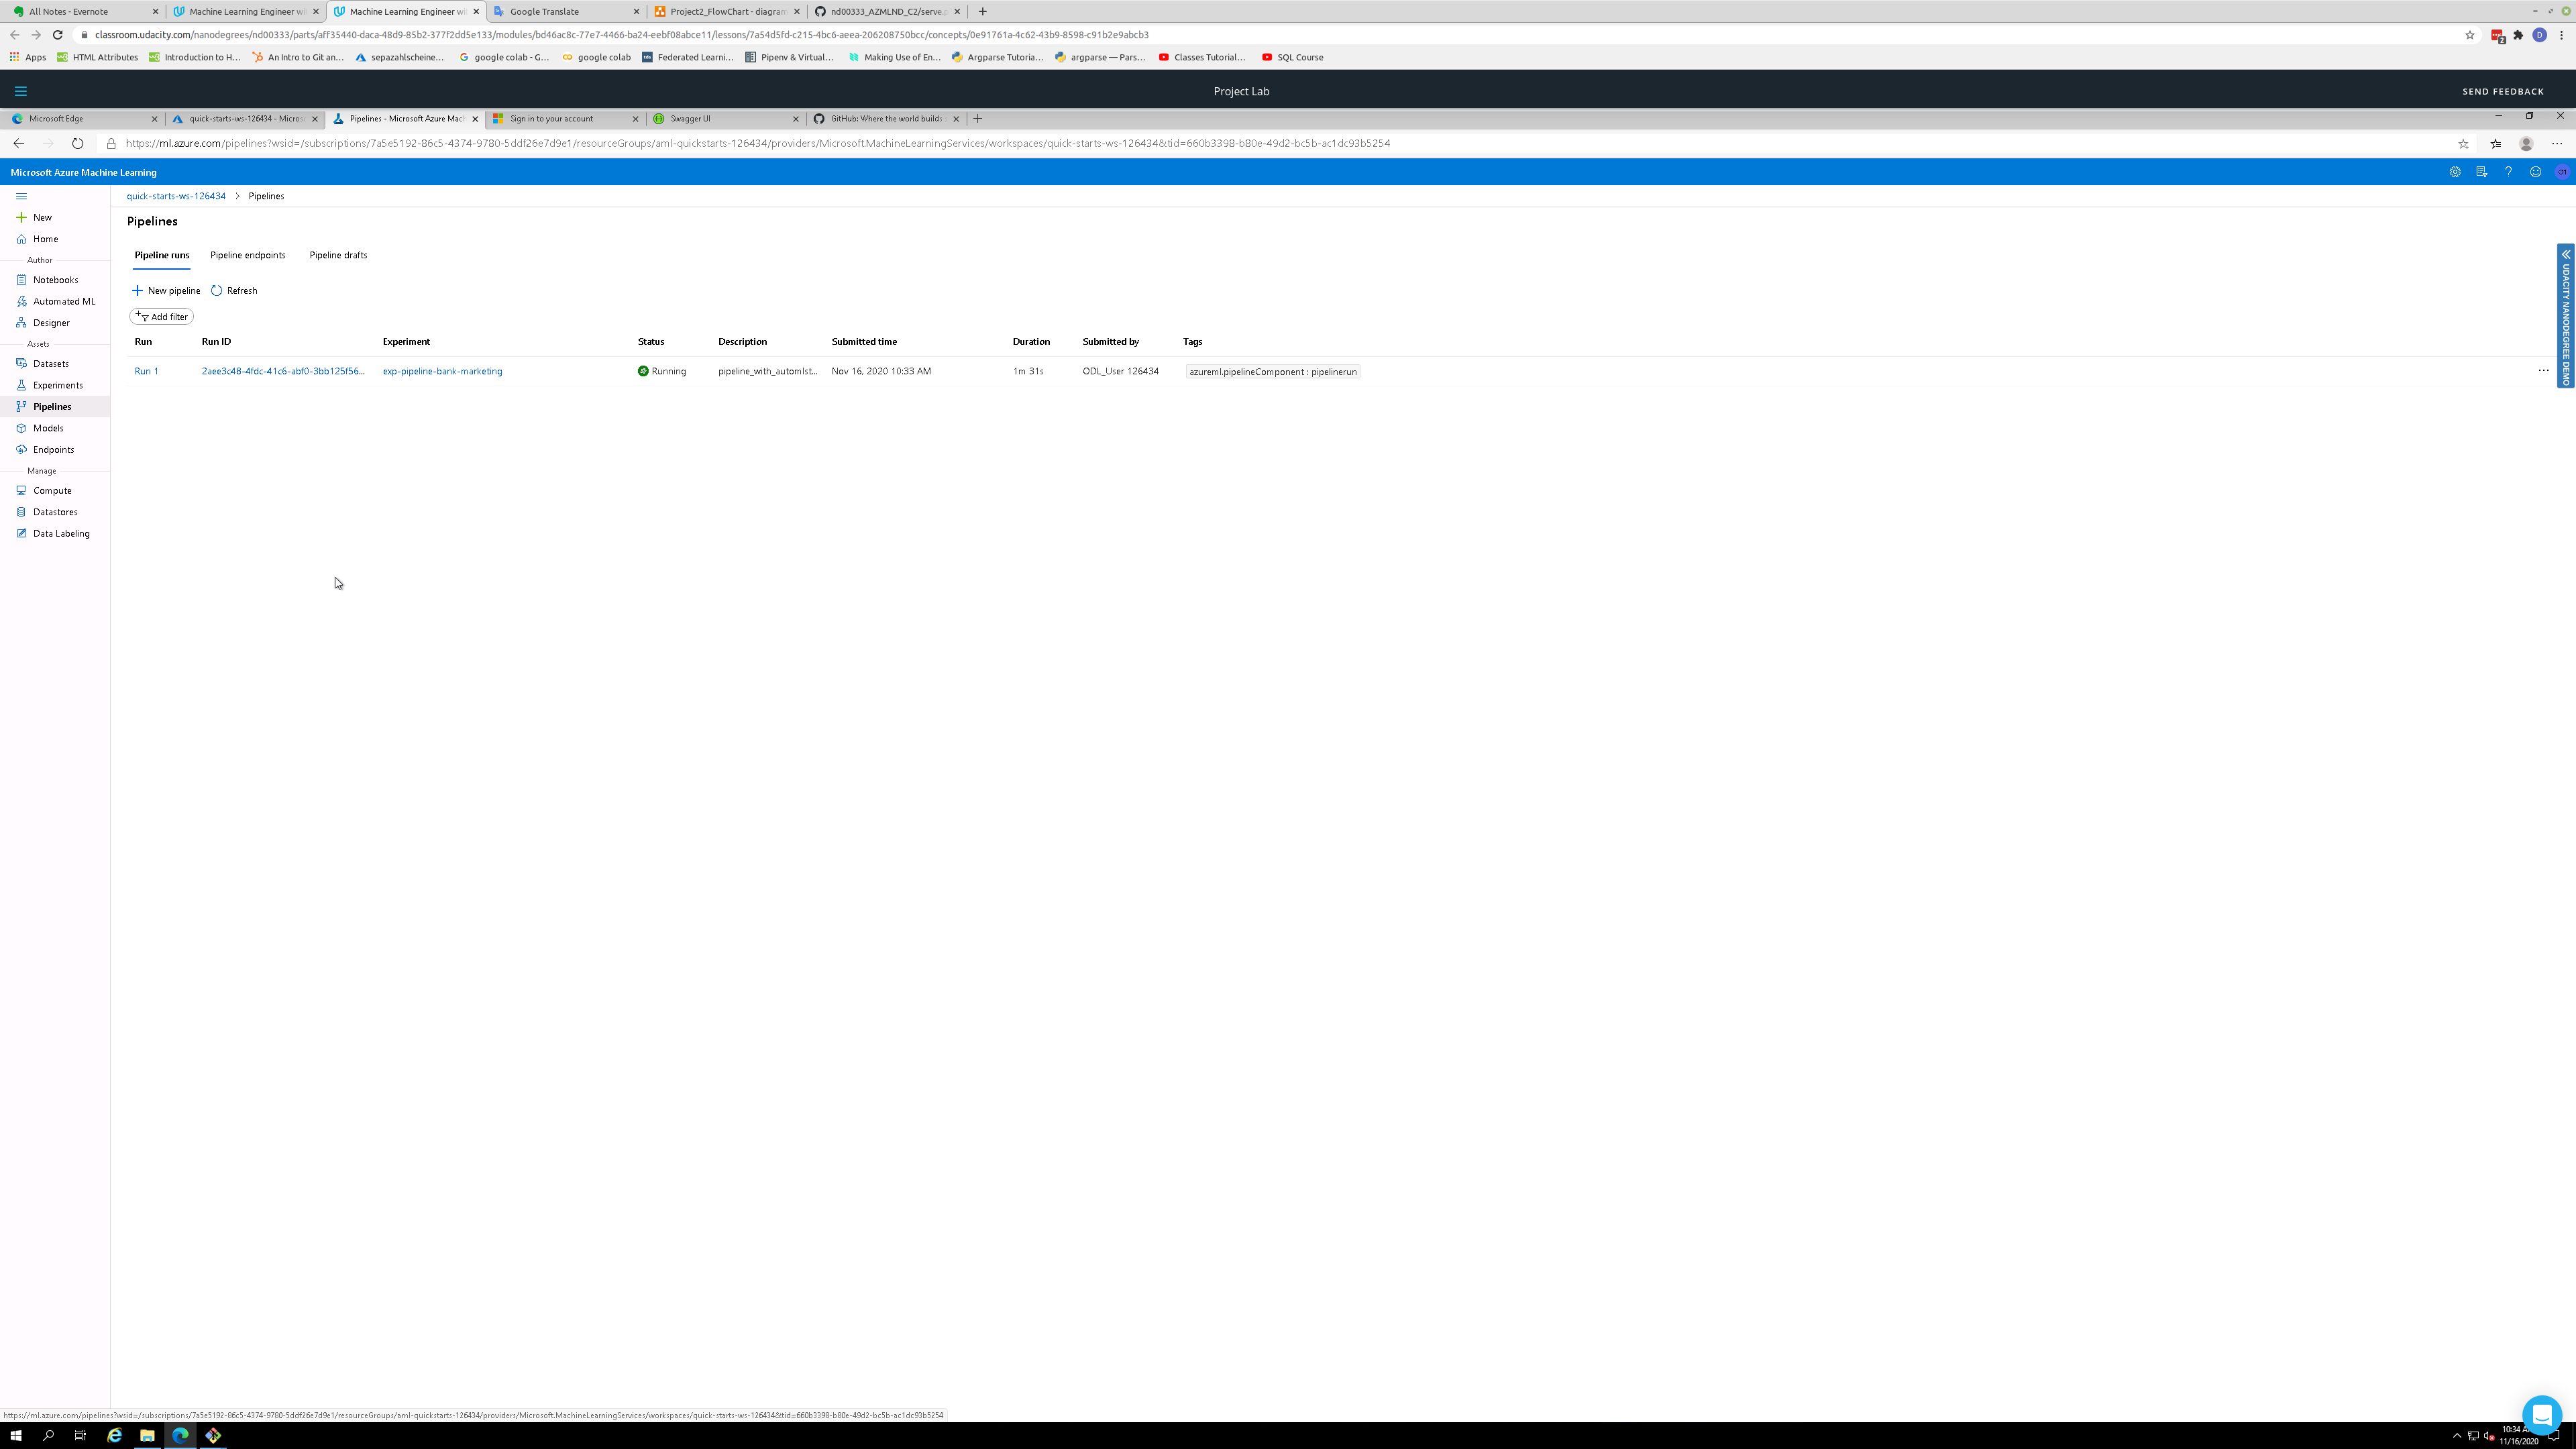 All Notes - Evernote
Machine Learning Engineer wi
Machine Learning Engineer wi
Google Translate
Project2_FlowChart - diagram
nd00333_AZMLND_C2/serve.p
classroom.udacity.com/nanodegrees/nd00333/parts/aff35440-daca-48d9-85b2-377f2dd5e133/modules/bd46ac8c-77e7-4466-ba24-eebf08abce11/lessons/7a54d5fd-c215-4bc6-aeea-206208750bcc/concepts/0e91761a-4c62-43b9-8598-c91b2e9abcb3
2
D
Apps
HTML Attributes
Introduction to H...
An Intro to Git an...
sepazahlscheine...
google colab - G...
google colab
Federated Learni...
Pipenv & Virtual...
Making Use of En...
Argparse Tutoria...
argparse — Pars...
Classes Tutorial...
SQL Course
Project Lab
SEND FEEDBACK
Microsoft Edge
quick-starts-ws-126434 - Micros
Pipelines - Microsoft Azure Mach
Sign in to your account
Swagger UI
GitHub: Where the world builds
https://ml.azure.com/pipelines?wsid=/subscriptions/7a5e5192-86c5-4374-9780-5ddf26e7d9e1/resourceGroups/aml-quickstarts-126434/providers/Microsoft.MachineLearningServices/workspaces/quick-starts-ws-126434&tid=660b3398-b80e-49d2-bc5b-ac1dc93b5254
Microsoft Azure Machine Learning
quick-starts-ws-126434 > Pipelines
New
Home
Author
Notebooks
Automated ML
Designer
Assets
Datasets
Experiments
Pipelines
Models
Endpoints
Manage
Compute
Datastores
Data Labeling
Pipelines
Pipeline runs
Pipeline endpoints
Pipeline drafts
New pipeline
Refresh
Add filter
Run Run ID Experiment Status Description Submitted time Duration Submitted by Tags
Run 1 2aee3c48-4fdc-41c6-abf0-3bb125f56... exp-pipeline-bank-marketing Running pipeline_with_automlst... Nov 16, 2020 10:33 AM 1m 31s ODL_User 126434 azureml.pipelineComponent : pipelinerun
UDACITY NANODEGREE DEMO
https://ml.azure.com/pipelines?wsid=/subscriptions/7a5e5192-86c5-4374-9780-5ddf26e7d9e1/resourceGroups/aml-quickstarts-126434/providers/Microsoft.MachineLearningServices/workspaces/quick-starts-ws-126434&tid=660b3398-b80e-49d2-bc5b-ac1dc93b5254
10:34 A
11/16/2020